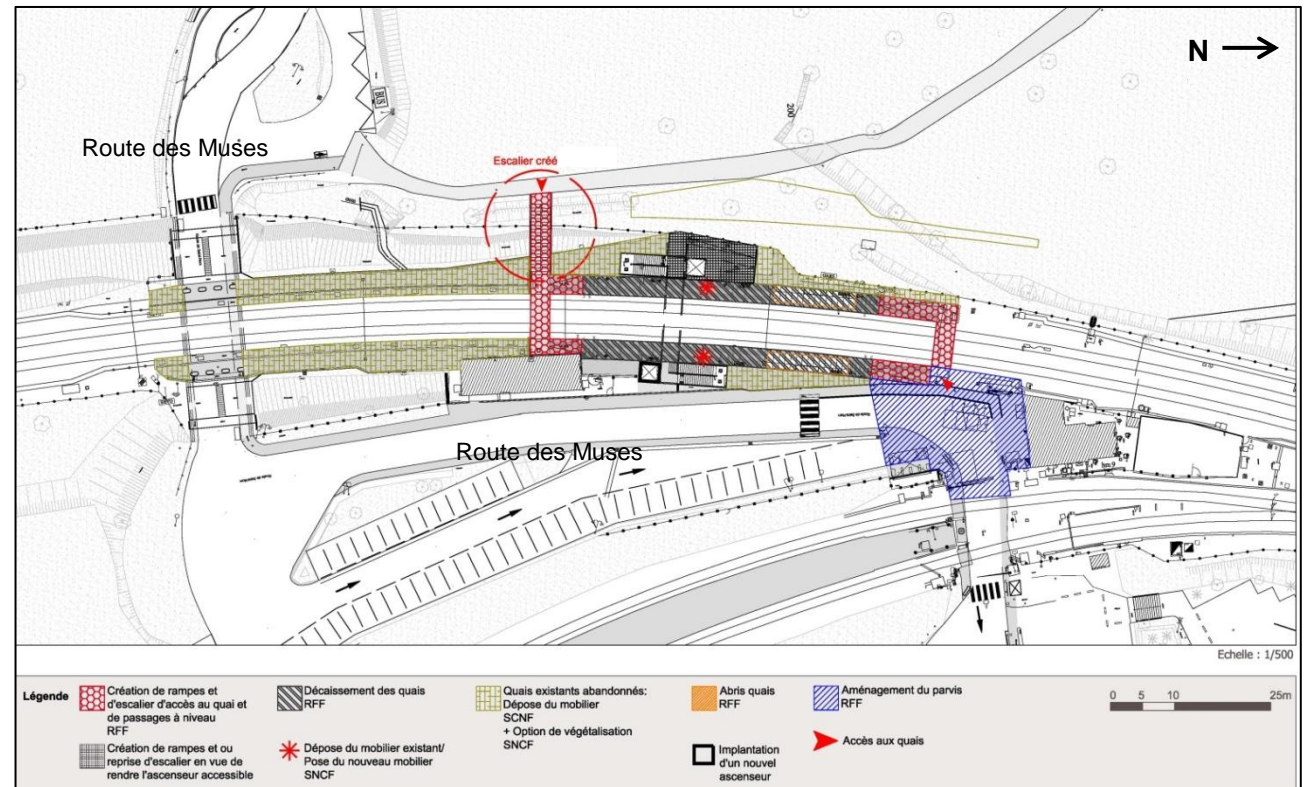 N
Route des Muses
Escalier créé
200
Route des Muses
Echelle : 1/500
Légende
Création de rampes et
d'escalier d'accès au quai et
de passages à niveau
RFF
Création de rampes et ou
reprise d'escalier en vue de
rendre l'ascenseur accessible
Décaissement des quais
RFF
Dépose du mobilier existant/
Pose du nouveau mobilier
SNCF
Quais existants abandonnés:
Dépose du mobilier
SCNF
+ Option de végétalisation
SNCF
Abris quais
RFF
Implantation
d'un nouvel
ascenseur
Aménagement du parvis
RFF
Accès aux quais
0 5 10 25m